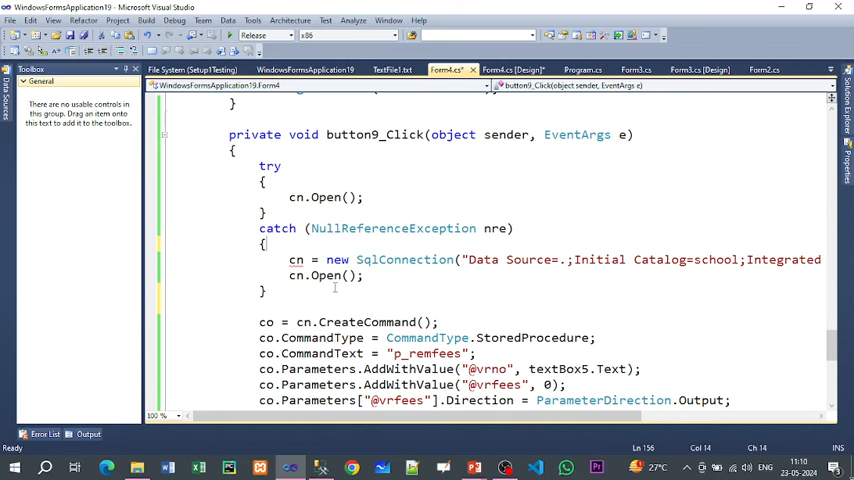 WindowsFormsApplication19 - Microsoft Visual Studio
File Edit View Refactor Project Build Debug Team Data Tools Architecture Test Analyze Window Help
Release x86
Toolbox
General
There are no usable controls in
this group. Drag an item onto
this text to add it to the toolbox.
Data Sources
File System (Setup1Testing) WindowsFormsApplication19 TextFile1.txt Form4.cs* Form4.cs [Design]* Program.cs Form3.cs Form3.cs [Design] Form2.cs
WindowsFormsApplication19.Form4 button9_Click(object sender, EventArgs e)
}
private void button9_Click(object sender, EventArgs e)
{
try
{
cn.Open();
}
catch (NullReferenceException nre)
{
cn = new SqlConnection("Data Source=.;Initial Catalog=school;Integrated
cn.Open();
}
co = cn.CreateCommand();
co.CommandType = CommandType.StoredProcedure;
co.CommandText = "p_remfees";
co.Parameters.AddWithValue("@vrno", textBox5.Text);
co.Parameters.AddWithValue("@vrfees", 0);
co.Parameters["@vrfees"].Direction = ParameterDirection.Output;
Solution Explorer
Properties
100 %
Error List Output
Ready Ln 156 Col 14 Ch 14 INS
27°C ENG 11:10
23-05-2024